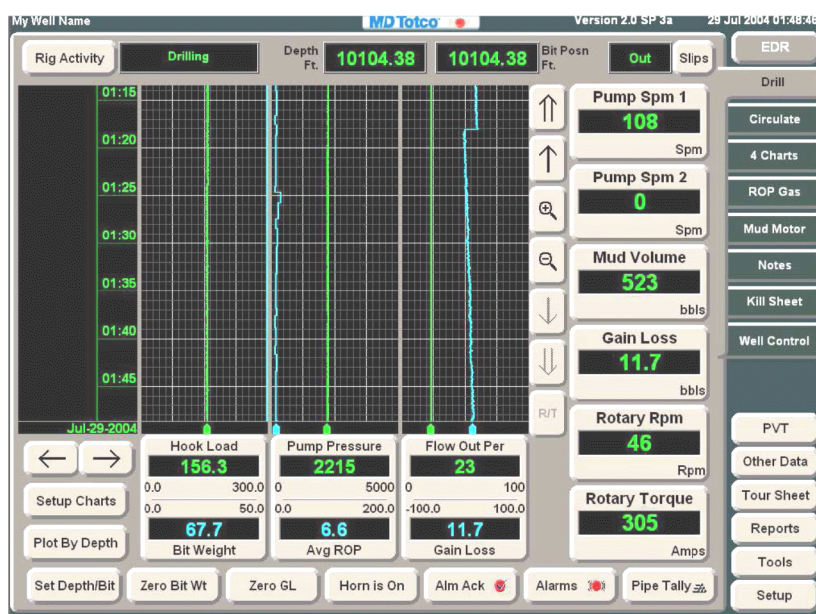 My Well Name MD Totco Version 2.0 SP 3a 29 Jul 2004 01:48:46
Rig Activity Drilling Depth Ft. 10104.38 10104.38 Bit Posn Ft. Out Slips
EDR
Drill
Circulate
4 Charts
ROP Gas
Mud Motor
Notes
Kill Sheet
Well Control
01:15
01:20
01:25
01:30
01:35
01:40
01:45
Jul-29-2004
R/T
Pump Spm 1
108
Spm
Pump Spm 2
0
Spm
Mud Volume
523
bbls
Gain Loss
11.7
bbls
Rotary Rpm
46
Rpm
Rotary Torque
305
Amps
Hook Load
156.3
0.0 300.0
0.0 50.0
67.7
Bit Weight
Pump Pressure
2215
0 5000
0.0 200.0
6.6
Avg ROP
Flow Out Per
23
0 100
-100.0 100.0
11.7
Gain Loss
Setup Charts
Plot By Depth
PVT
Other Data
Tour Sheet
Reports
Tools
Setup
Set Depth/Bit Zero Bit Wt Zero GL Horn is On Alm Ack Alarms Pipe Tally